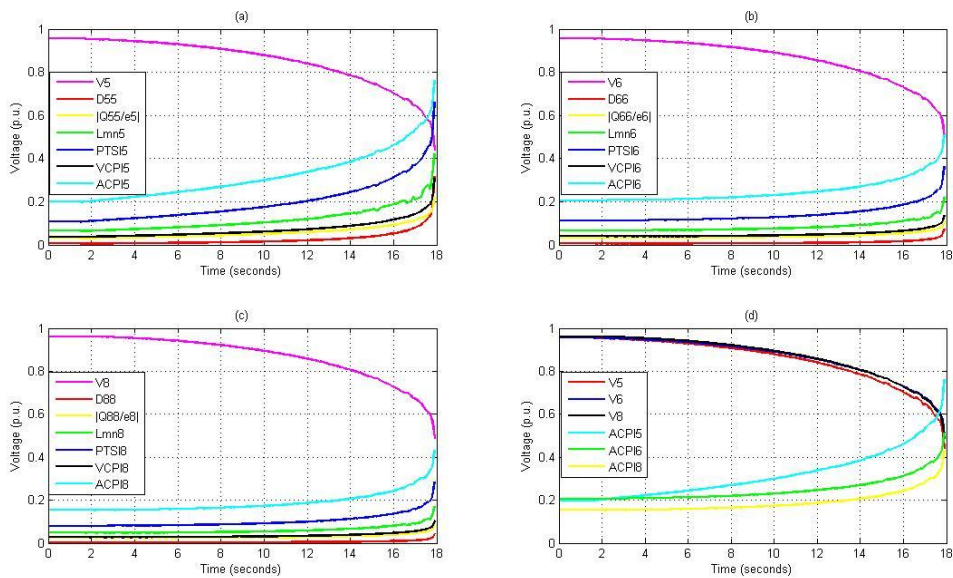 (a)
Voltage (p.u.)
1
0.8
0.6
0.4
0.2
0
V5
D55
|Q55/e5|
Lmn5
PTSI5
VCPI5
ACPI5
0 2 4 6 8 10 12 14 16 18
Time (seconds)
(b)
Voltage (p.u.)
1
0.8
0.6
0.4
0.2
0
V6
D66
|Q66/e6|
Lmn6
PTSI6
VCPI6
ACPI6
0 2 4 6 8 10 12 14 16 18
Time (seconds)
(c)
Voltage (p.u.)
1
0.8
0.6
0.4
0.2
0
V8
D88
|Q88/e8|
Lmn8
PTSI8
VCPI8
ACPI8
0 2 4 6 8 10 12 14 16 18
Time (seconds)
(d)
Voltage (p.u.)
1
0.8
0.6
0.4
0.2
0
V5
V6
V8
ACPI5
ACPI6
ACPI8
0 2 4 6 8 10 12 14 16 18
Time (seconds)